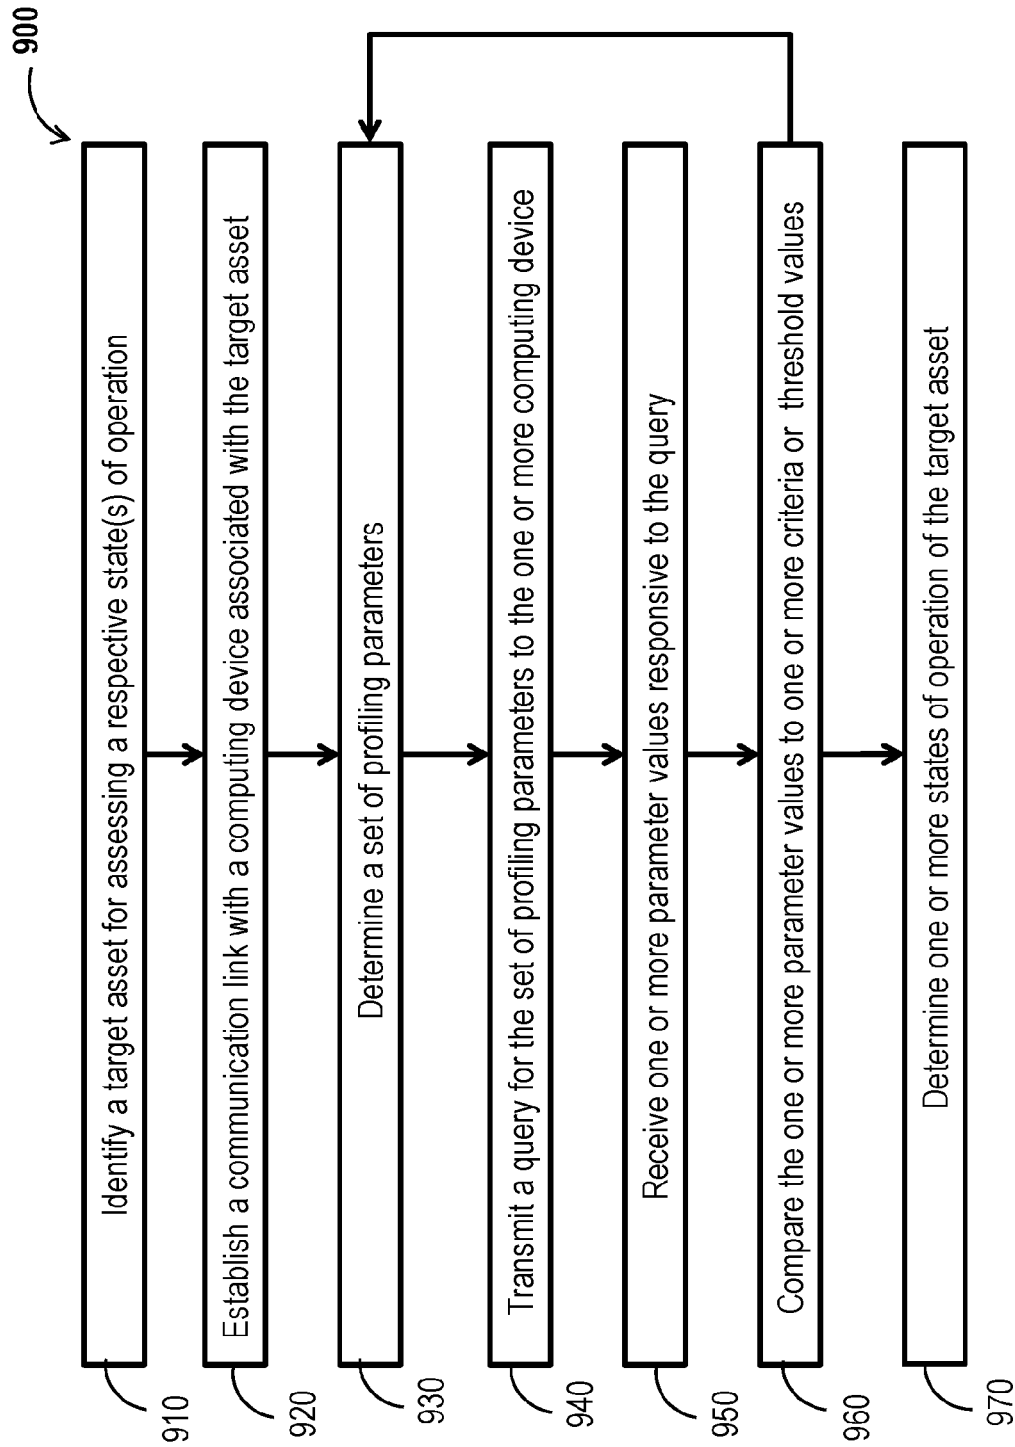 900
Identify a target asset for assessing a respective state(s) of operation
910
Establish a communication link with a computing device associated with the target asset
920
Determine a set of profiling parameters
930
Transmit a query for the set of profiling parameters to the one or more computing device
940
Receive one or more parameter values responsive to the query
950
Compare the one or more parameter values to one or more criteria or threshold values
960
Determine one or more states of operation of the target asset
970